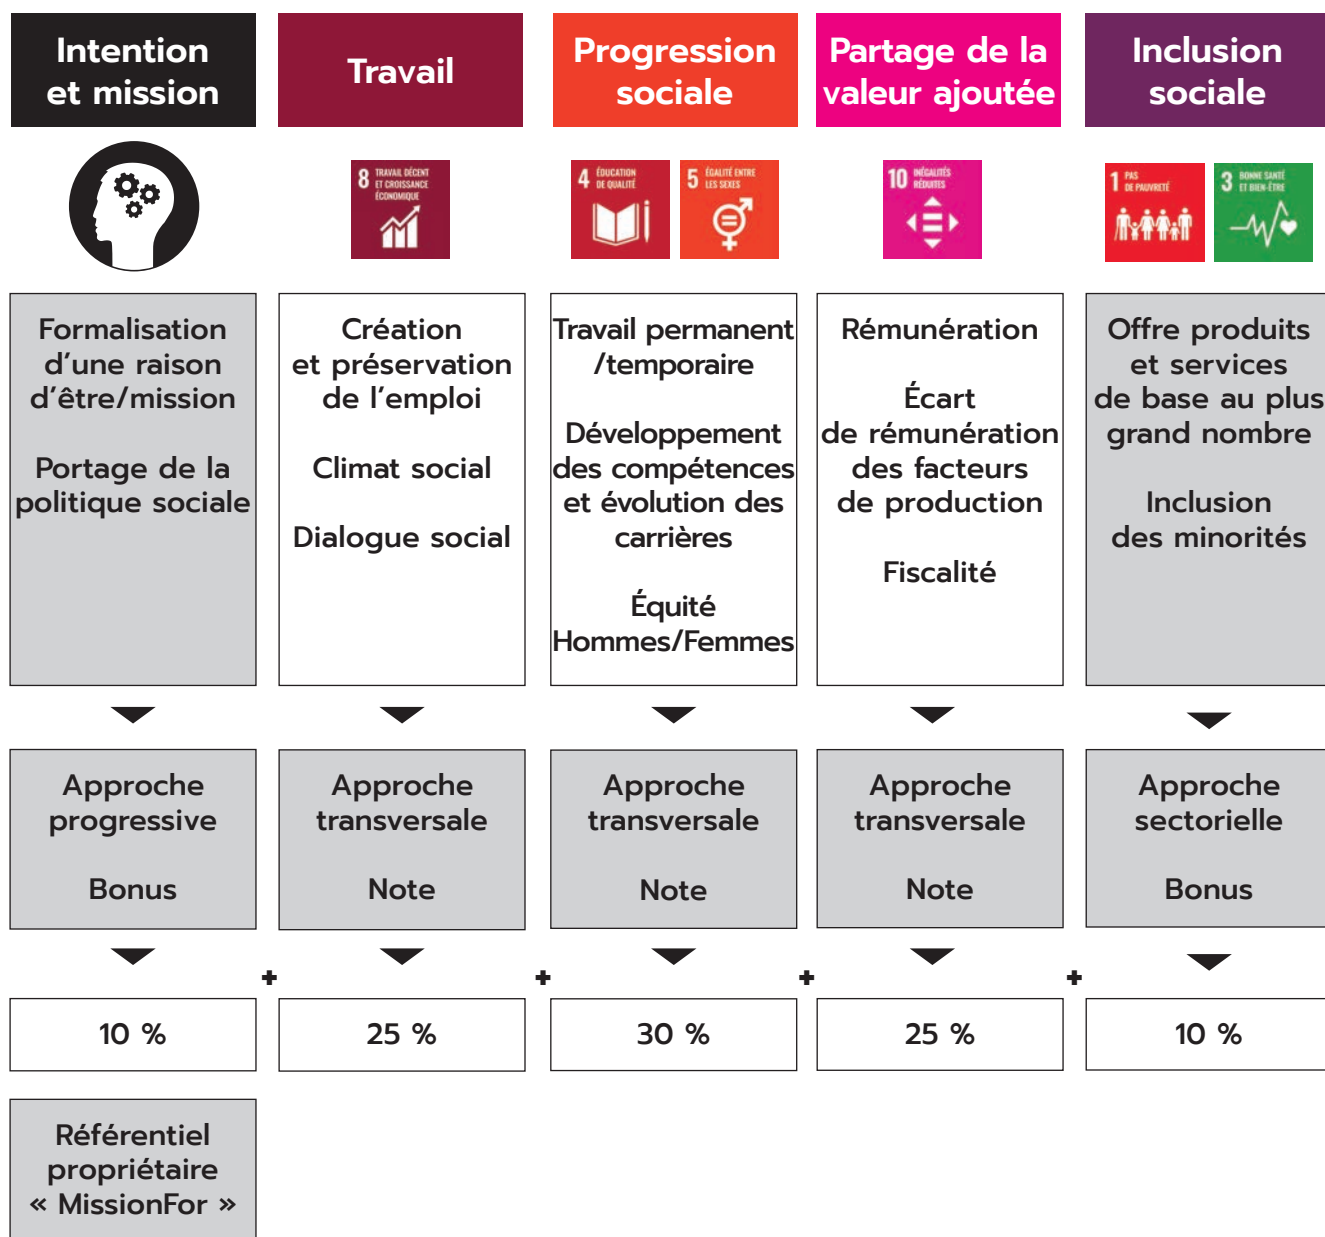 Intention
et mission
Travail
Progression
sociale
Partage de la
valeur ajoutée
Inclusion
sociale
8 TRAVAIL DÉCENT
ET CROISSANCE
ÉCONOMIQUE
4 ÉDUCATION
DE QUALITÉ
5 ÉGALITÉ ENTRE
LES SEXES
10 INÉGALITÉS
RÉDUITES
1 PAS
DE PAUVRETÉ
3 BONNE SANTÉ
ET BIEN-ÊTRE
Formalisation
d’une raison
d’être/mission
Portage de la
politique sociale
Création
et préservation
de l’emploi
Climat social
Dialogue social
Travail permanent
/temporaire
Développement
des compétences
et évolution des
carrières
Équité
Hommes/Femmes
Rémunération
Écart
de rémunération
des facteurs
de production
Fiscalité
Offre produits
et services
de base au plus
grand nombre
Inclusion
des minorités
Approche
progressive
Bonus
Approche
transversale
Note
Approche
transversale
Note
Approche
transversale
Note
Approche
sectorielle
Bonus
10 % + 25 % + 30 % + 25 % + 10 %
Référentiel
propriétaire
« MissionFor »